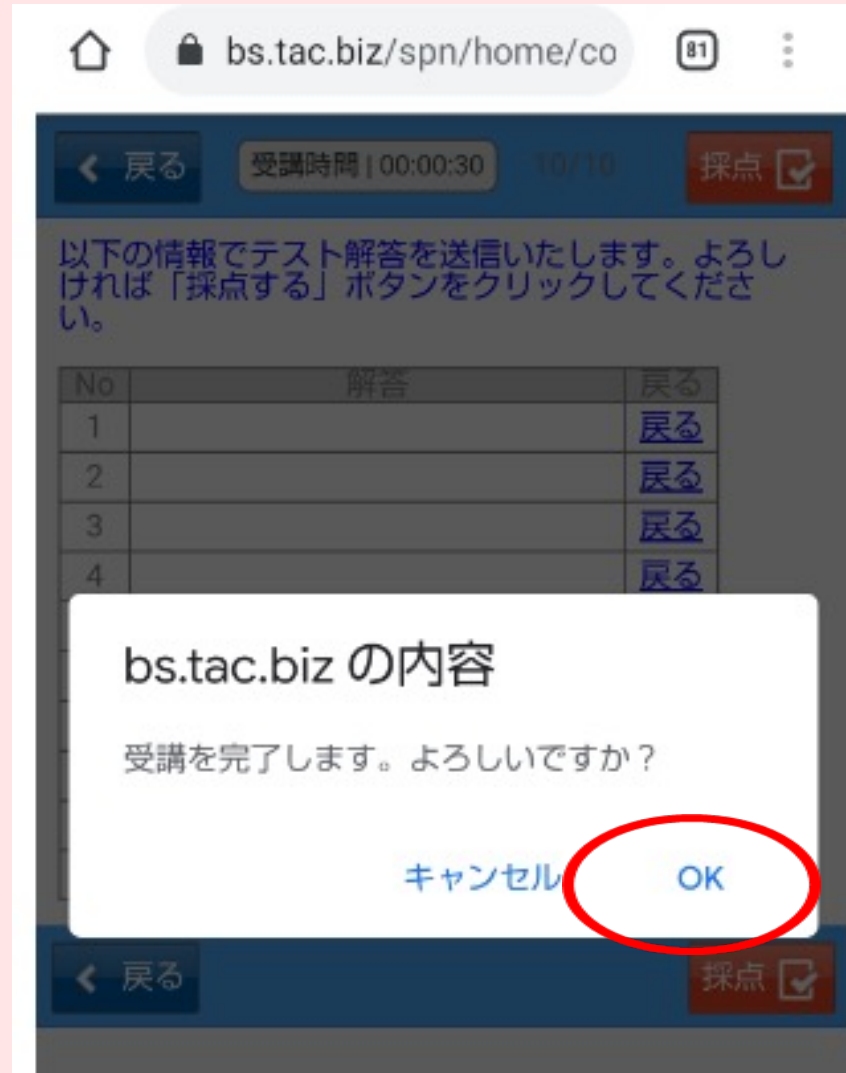 bs.tac.biz/spn/home/co
81
戻る
受講時間 | 00:00:30
10/10
採点
以下の情報でテスト解答を送信いたします。よろし
ければ「採点する」ボタンをクリックしてくださ
い。
No 解答 戻る
1 戻る
2 戻る
3 戻る
4 戻る
bs.tac.biz の内容
受講を完了します。よろしいですか？
キャンセル OK
戻る 採点